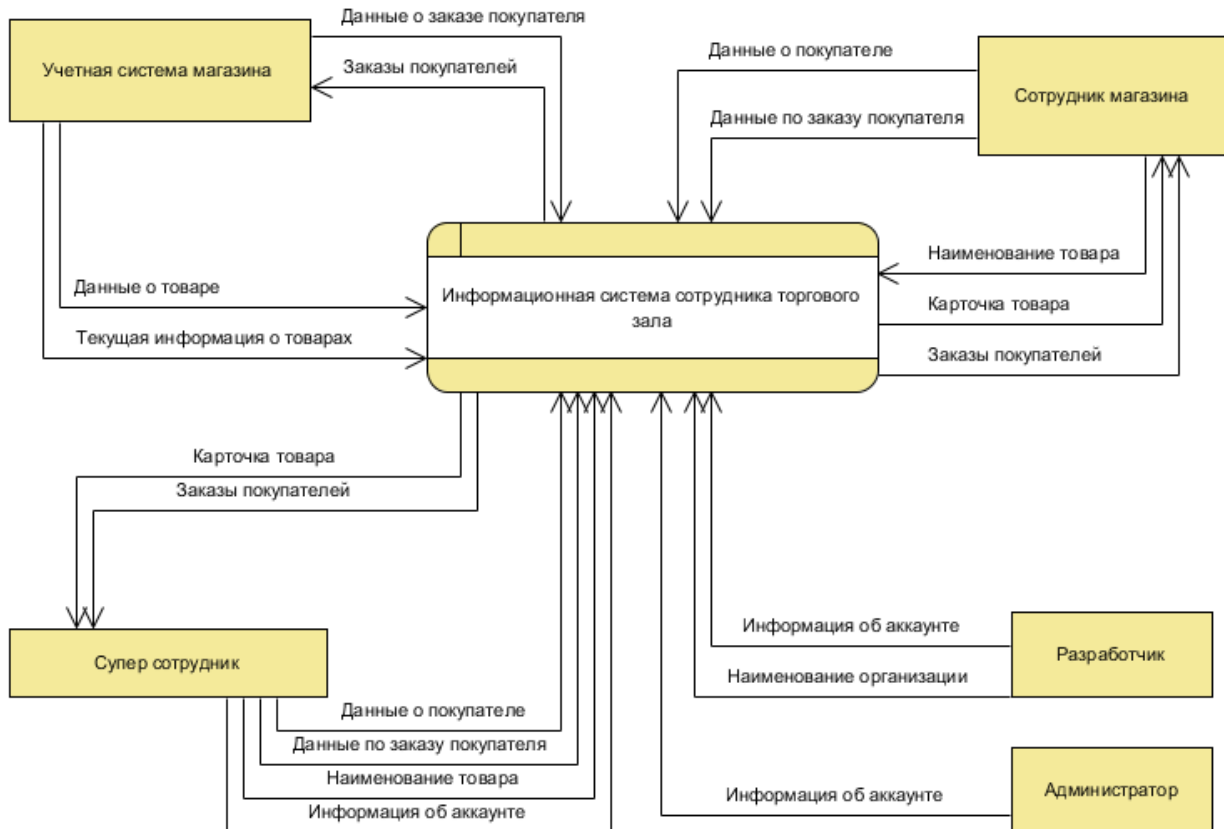 Данные о заказе покупателя
Учетная система магазина
Заказы покупателей
Данные о покупателе
Сотрудник магазина
Данные по заказу покупателя
Наименование товара
Данные о товаре
Информационная система сотрудника торгового
зала
Карточка товара
Текущая информация о товарах
Заказы покупателей
Карточка товара
Заказы покупателей
Информация об аккаунте
Разработчик
Супер сотрудник
Наименование организации
Данные о покупателе
Данные по заказу покупателя
Наименование товара
Информация об аккаунте
Информация об аккаунте
Администратор